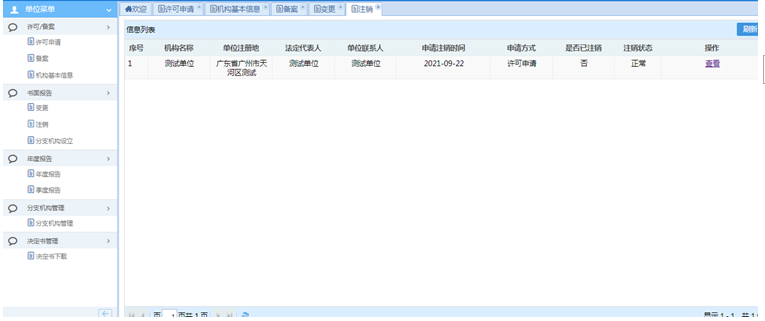 单位菜单
许可/备案
许可申请
备案
机构基本信息
书面报告
变更
注销
分支机构设立
年度报告
年度报告
季度报告
分支机构管理
分支机构管理
决定书管理
决定书下载
欢迎 许可申请 机构基本信息 备案 变更 注销
信息列表 刷新
序号 机构名称 单位注册地 法定代表人 单位联系人 申请注销时间 申请方式 是否已注销 注销状态 操作
1 测试单位 广东省广州市天河区测试 测试单位 测试单位 2021-09-22 许可申请 否 正常 查看
页 1 页共 1 页 显示 1 - 1, 共 1